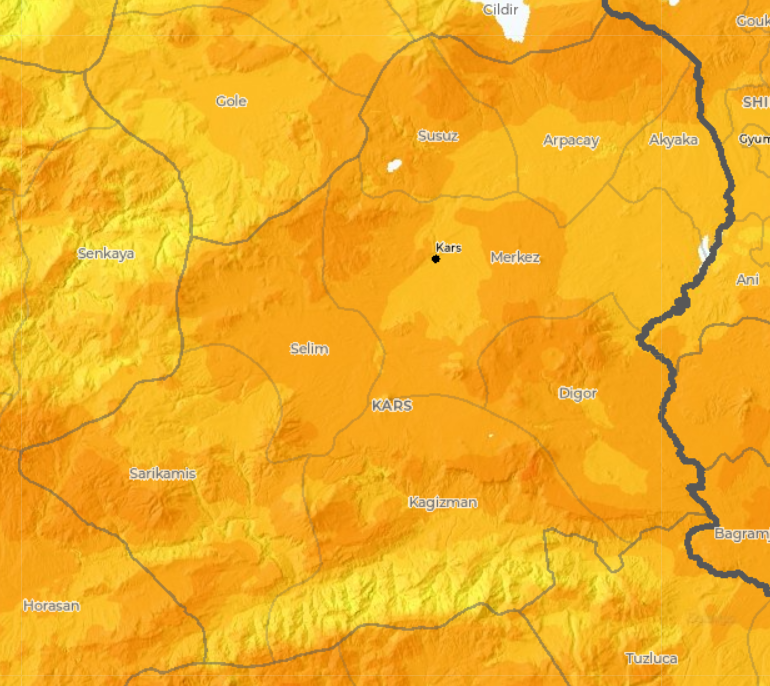 Cildir
Gouk
Gole
SHI
Susuz
Arpacay
Akyaka
Gyum
Senkaya
Kars
Merkez
Ani
Selim
Digor
KARS
Sarikamis
Kagizman
Bagram
Horasan
Tuzluca